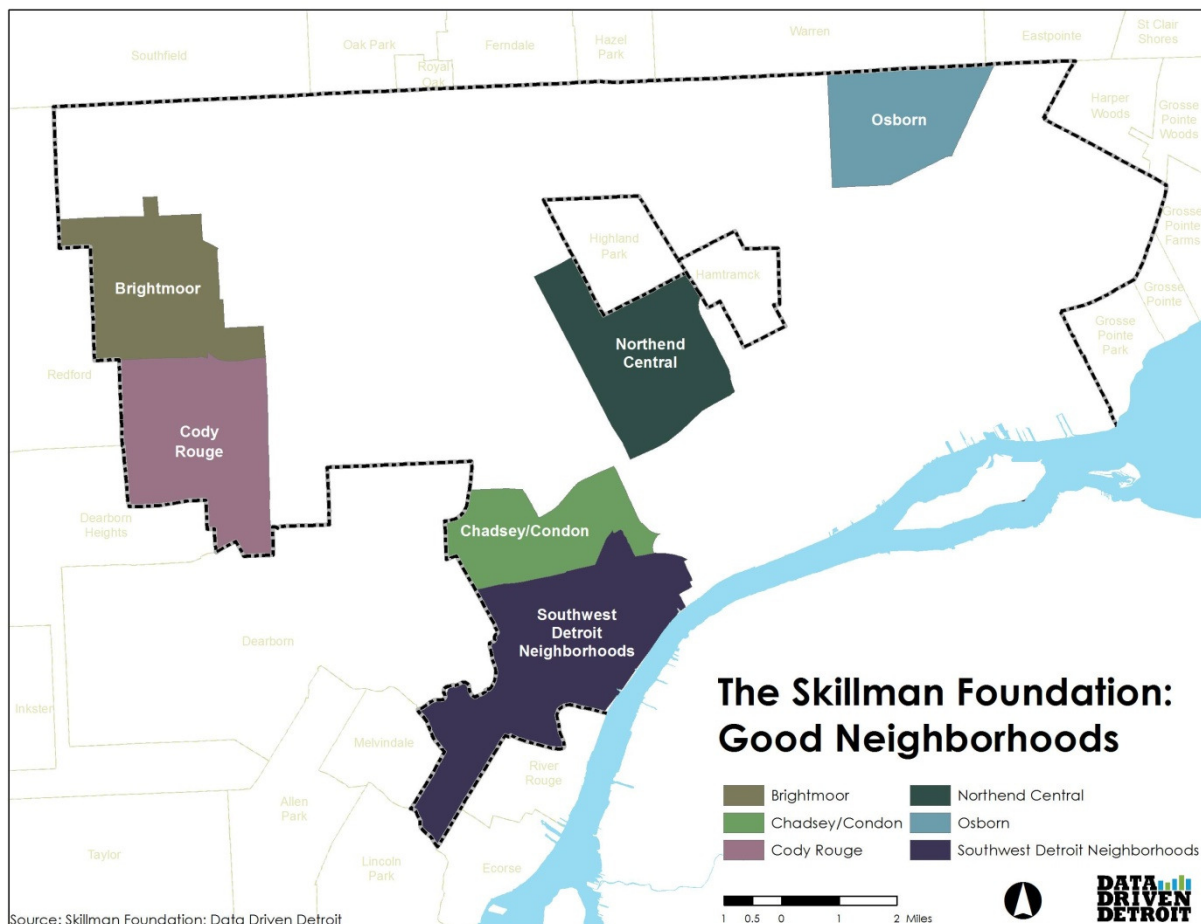 Southfield
Oak Park
Royal
Oak
Ferndale
Hazel
Park
Warren
Eastpointe
St Clair
Shores
Harper
Woods
Grosse
Pointe
Woods
Osborn
Grosse
Pointe
Farms
Highland
Park
Hamtramck
Brightmoor
Grosse
Pointe
Grosse
Pointe
Park
Northend
Central
Redford
Cody
Rouge
Dearborn
Heights
Chadsey/Condon
Southwest
Detroit
Neighborhoods
Dearborn
Inkster
Melvindale
River
Rouge
Allen
Park
Taylor
Lincoln
Park
Ecorse
The Skillman Foundation:
Good Neighborhoods
Brightmoor
Chadsey/Condon
Cody Rouge
Northend Central
Osborn
Southwest Detroit Neighborhoods
1 0.5 0 1 2 Miles
DATA
DRIVEN
DETROIT
Source: Skillman Foundation; Data Driven Detroit